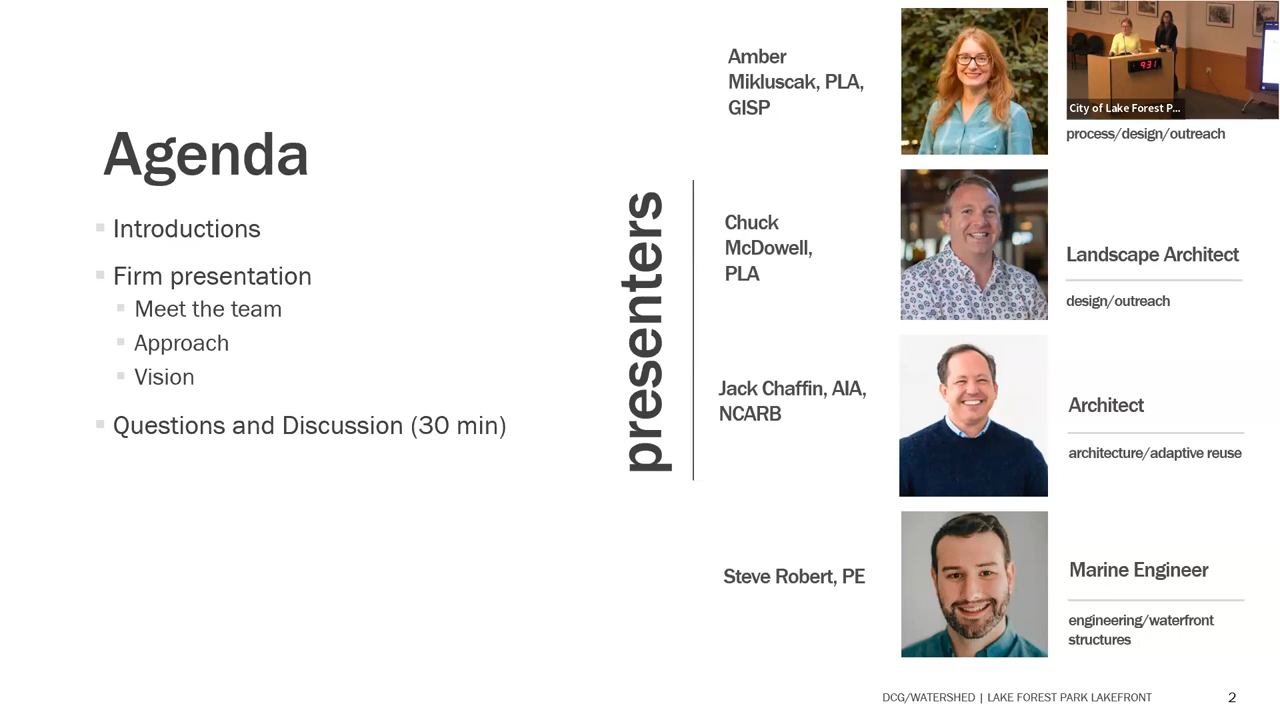 Agenda
Introductions
Firm presentation
Meet the team
Approach
Vision
Questions and Discussion (30 min)
presenters
Amber
Mikluscak, PLA,
GISP
931
City of Lake Forest P...
process/design/outreach
Chuck
McDowell,
PLA
Landscape Architect
design/outreach
Jack Chaffin, AIA,
NCARB
Architect
architecture/adaptive reuse
Steve Robert, PE
Marine Engineer
engineering/waterfront
structures
DCG/WATERSHED | LAKE FOREST PARK LAKEFRONT
2